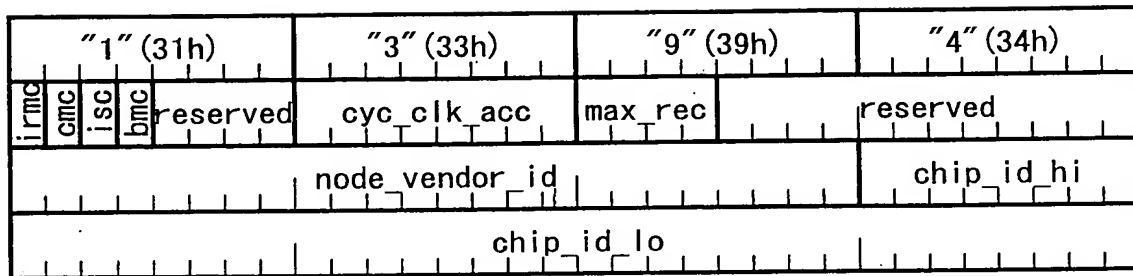 "1"(31h) "3"(33h) "9"(39h) "4"(34h)
irmc cmc isc bmc reserved cyc_clk_acc max_rec reserved
node_vendor_id chip_id_hi
chip_id_lo